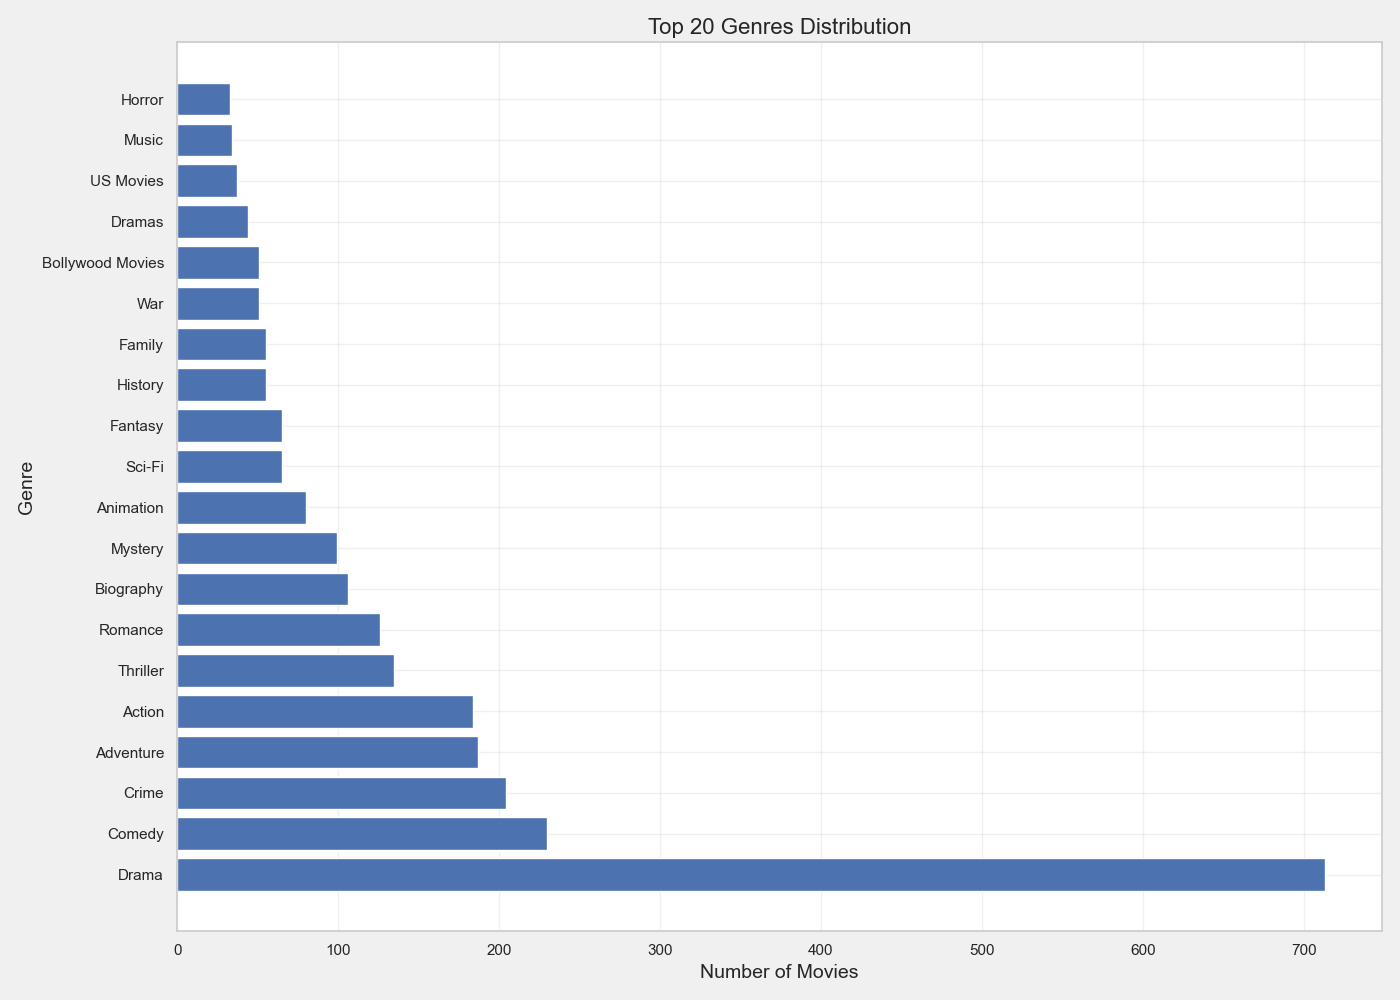 Top 20 Genres Distribution
Genre
Horror
Music
US Movies
Dramas
Bollywood Movies
War
Family
History
Fantasy
Sci-Fi
Animation
Mystery
Biography
Romance
Thriller
Action
Adventure
Crime
Comedy
Drama
0 100 200 300 400 500 600 700
Number of Movies